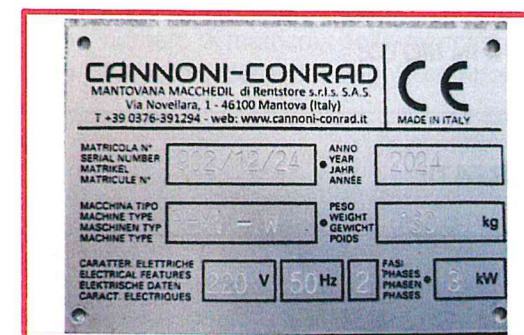 CANNONI-CONRAD
MANTOVANA MACCHEDIL di Rentstore s.r.l.s. S.A.S.
Via Novellara, 1 - 46100 Mantova (Italy)
T +39 0376-391294 - web: www.cannoni-conrad.it
CE
MADE IN ITALY
MATRICOLA N°
SERIAL NUMBER
MATRIKEL
MATRICULE N°
/12/24
ANNO
YEAR
JAHR
ANNÉE
2024
MACCHINA TIPO
MACHINE TYPE
MASCHINEN TYP
MACHINE TYPE
- W
PESO
WEIGHT
GEWICHT
POIDS
130 kg
CARATTER. ELETTRICHE
ELECTRICAL FEATURES
ELEKTRISCHE DATEN
CARACT. ELECTRIQUES
220 V
50 Hz
2
FASI
PHASES
PHASEN
PHASES
3 kW